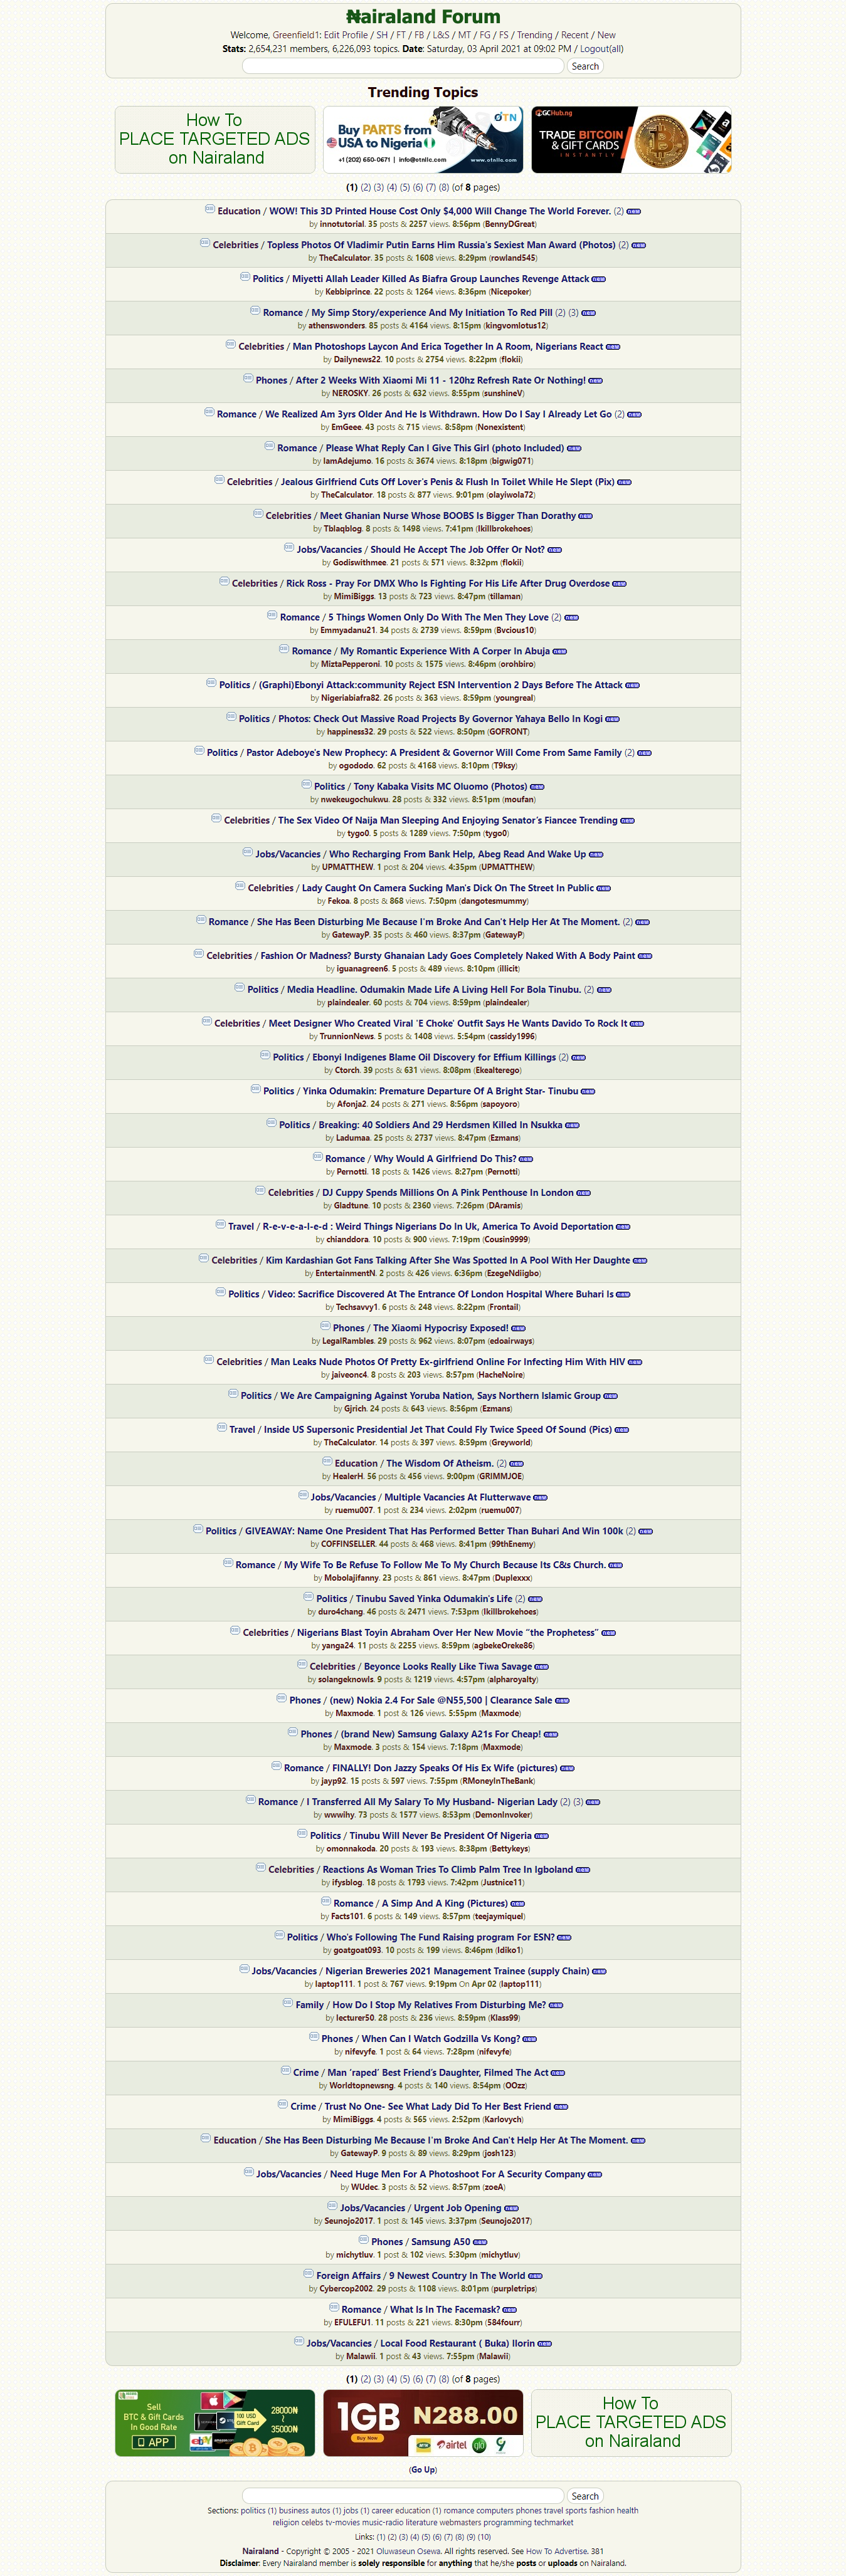 ₦airaland Forum
Welcome, Greenfield1: Edit Profile / SH / FT / FB / L&S / MT / FG / FS / Trending / Recent / New
Stats: 2,654,231 members, 6,226,093 topics. Date: Saturday, 03 April 2021 at 09:02 PM / Logout(all)
Search
Trending Topics
How To
PLACE TARGETED ADS
on Nairaland
OTN
Buy PARTS from
USA to Nigeria
+1 (202) 650-0671 | info@otnllc.com www.otnllc.com
GCHub.ng
TRADE BITCOIN
& GIFT CARDS
INSTANTLY
(1) (2) (3) (4) (5) (6) (7) (8) (of 8 pages)
Education / WOW! This 3D Printed House Cost Only $4,000 Will Change The World Forever. (2) new
by innotutorial. 35 posts & 2257 views. 8:56pm (BennyDGreat)
Celebrities / Topless Photos Of Vladimir Putin Earns Him Russia's Sexiest Man Award (Photos) (2) new
by TheCalculator. 35 posts & 1608 views. 8:29pm (rowland545)
Politics / Miyetti Allah Leader Killed As Biafra Group Launches Revenge Attack new
by Kebbiprince. 22 posts & 1264 views. 8:36pm (Nicepoker)
Romance / My Simp Story/experience And My Initiation To Red Pill (2) (3) new
by athenswonders. 85 posts & 4164 views. 8:15pm (kingvomlotus12)
Celebrities / Man Photoshops Laycon And Erica Together In A Room, Nigerians React new
by Dailynews22. 10 posts & 2754 views. 8:22pm (flokii)
Phones / After 2 Weeks With Xiaomi Mi 11 - 120hz Refresh Rate Or Nothing! new
by NEROSKY. 26 posts & 632 views. 8:55pm (sunshineV)
Romance / We Realized Am 3yrs Older And He Is Withdrawn. How Do I Say I Already Let Go (2) new
by EmGeee. 43 posts & 715 views. 8:58pm (Nonexistent)
Romance / Please What Reply Can I Give This Girl (photo Included) new
by IamAdejumo. 16 posts & 3674 views. 8:18pm (bigwig071)
Celebrities / Jealous Girlfriend Cuts Off Lover's Penis & Flush In Toilet While He Slept (Pix) new
by TheCalculator. 18 posts & 877 views. 9:01pm (olayiwola72)
Celebrities / Meet Ghanian Nurse Whose BOOBS Is Bigger Than Dorathy new
by Tblaqblog. 8 posts & 1498 views. 7:41pm (Ikillbrokehoes)
Jobs/Vacancies / Should He Accept The Job Offer Or Not? new
by Godiswithmee. 21 posts & 571 views. 8:32pm (flokii)
Celebrities / Rick Ross - Pray For DMX Who Is Fighting For His Life After Drug Overdose new
by MimiBiggs. 13 posts & 723 views. 8:47pm (tillaman)
Romance / 5 Things Women Only Do With The Men They Love (2) new
by Emmyadanu21. 34 posts & 2739 views. 8:59pm (Bvcious10)
Romance / My Romantic Experience With A Corper In Abuja new
by MiztaPepperoni. 10 posts & 1575 views. 8:46pm (orohbiro)
Politics / (Graphi)Ebonyi Attack:community Reject ESN Intervention 2 Days Before The Attack new
by Nigeriabiafra82. 26 posts & 363 views. 8:59pm (youngreal)
Politics / Photos: Check Out Massive Road Projects By Governor Yahaya Bello In Kogi new
by happiness32. 29 posts & 522 views. 8:50pm (GOFRONT)
Politics / Pastor Adeboye's New Prophecy: A President & Governor Will Come From Same Family (2) new
by ogododo. 62 posts & 4168 views. 8:10pm (T9ksy)
Politics / Tony Kabaka Visits MC Oluomo (Photos) new
by nwekeugochukwu. 28 posts & 332 views. 8:51pm (moufan)
Celebrities / The Sex Video Of Naija Man Sleeping And Enjoying Senator's Fiancee Trending new
by tygo0. 5 posts & 1289 views. 7:50pm (tygo0)
Jobs/Vacancies / Who Recharging From Bank Help, Abeg Read And Wake Up new
by UPMATTHEW. 1 post & 204 views. 4:35pm (UPMATTHEW)
Celebrities / Lady Caught On Camera Sucking Man's Dick On The Street In Public new
by Fekoa. 8 posts & 868 views. 7:50pm (dangotesmummy)
Romance / She Has Been Disturbing Me Because I'm Broke And Can't Help Her At The Moment. (2) new
by GatewayP. 35 posts & 460 views. 8:37pm (GatewayP)
Celebrities / Fashion Or Madness? Bursty Ghanaian Lady Goes Completely Naked With A Body Paint new
by iguanagreen6. 5 posts & 489 views. 8:10pm (illicit)
Politics / Media Headline. Odumakin Made Life A Living Hell For Bola Tinubu. (2) new
by plaindealer. 60 posts & 704 views. 8:59pm (plaindealer)
Celebrities / Meet Designer Who Created Viral 'E Choke' Outfit Says He Wants Davido To Rock It new
by TrunnionNews. 5 posts & 1408 views. 5:54pm (cassidy1996)
Politics / Ebonyi Indigenes Blame Oil Discovery for Effium Killings (2) new
by Ctorch. 39 posts & 631 views. 8:08pm (Ekealterego)
Politics / Yinka Odumakin: Premature Departure Of A Bright Star- Tinubu new
by Afonja2. 24 posts & 271 views. 8:56pm (sapoyoro)
Politics / Breaking: 40 Soldiers And 29 Herdsmen Killed In Nsukka new
by Ladumaa. 25 posts & 2737 views. 8:47pm (Ezmans)
Romance / Why Would A Girlfriend Do This? new
by Pernotti. 18 posts & 1426 views. 8:27pm (Pernotti)
Celebrities / DJ Cuppy Spends Millions On A Pink Penthouse In London new
by Gladtune. 10 posts & 2360 views. 7:26pm (DAramis)
Travel / R-e-v-e-a-l-e-d : Weird Things Nigerians Do In Uk, America To Avoid Deportation new
by chianddora. 10 posts & 900 views. 7:19pm (Cousin9999)
Celebrities / Kim Kardashian Got Fans Talking After She Was Spotted In A Pool With Her Daughte new
by EntertainmentN. 2 posts & 426 views. 6:36pm (EzegeNdiigbo)
Politics / Video: Sacrifice Discovered At The Entrance Of London Hospital Where Buhari Is new
by Techsavvy1. 6 posts & 248 views. 8:22pm (Frontail)
Phones / The Xiaomi Hypocrisy Exposed! new
by LegalRambles. 29 posts & 962 views. 8:07pm (edoairways)
Celebrities / Man Leaks Nude Photos Of Pretty Ex-girlfriend Online For Infecting Him With HIV new
by jaiveonc4. 8 posts & 203 views. 8:57pm (HacheNoire)
Politics / We Are Campaigning Against Yoruba Nation, Says Northern Islamic Group new
by Gjrich. 24 posts & 643 views. 8:56pm (Ezmans)
Travel / Inside US Supersonic Presidential Jet That Could Fly Twice Speed Of Sound (Pics) new
by TheCalculator. 14 posts & 397 views. 8:59pm (Greyworld)
Education / The Wisdom Of Atheism. (2) new
by HealerH. 56 posts & 456 views. 9:00pm (GRIMMJOE)
Jobs/Vacancies / Multiple Vacancies At Flutterwave new
by ruemu007. 1 post & 234 views. 2:02pm (ruemu007)
Politics / GIVEAWAY: Name One President That Has Performed Better Than Buhari And Win 100k (2) new
by COFFINSELLER. 44 posts & 468 views. 8:41pm (99thEnemy)
Romance / My Wife To Be Refuse To Follow Me To My Church Because Its C&s Church. new
by Mobolajifanny. 23 posts & 861 views. 8:47pm (Duplexxx)
Politics / Tinubu Saved Yinka Odumakin's Life (2) new
by duro4chang. 46 posts & 2471 views. 7:53pm (Ikillbrokehoes)
Celebrities / Nigerians Blast Toyin Abraham Over Her New Movie “the Prophetess” new
by yanga24. 11 posts & 2255 views. 8:59pm (agbekeOreke86)
Celebrities / Beyonce Looks Really Like Tiwa Savage new
by solangeknowls. 9 posts & 1219 views. 4:57pm (alpharoyalty)
Phones / (new) Nokia 2.4 For Sale @N55,500 | Clearance Sale new
by Maxmode. 1 post & 126 views. 5:55pm (Maxmode)
Phones / (brand New) Samsung Galaxy A21s For Cheap! new
by Maxmode. 3 posts & 154 views. 7:18pm (Maxmode)
Romance / FINALLY! Don Jazzy Speaks Of His Ex Wife (pictures) new
by jayp92. 15 posts & 597 views. 7:55pm (RMoneyInTheBank)
Romance / I Transferred All My Salary To My Husband- Nigerian Lady (2) (3) new
by wwwihy. 73 posts & 1577 views. 8:53pm (DemonInvoker)
Politics / Tinubu Will Never Be President Of Nigeria new
by omonnakoda. 20 posts & 193 views. 8:38pm (Bettykeys)
Celebrities / Reactions As Woman Tries To Climb Palm Tree In Igboland new
by ifysblog. 18 posts & 1793 views. 7:42pm (Justnice11)
Romance / A Simp And A King (Pictures) new
by Facts101. 6 posts & 149 views. 8:57pm (teejaymiquel)
Politics / Who's Following The Fund Raising program For ESN? new
by goatgoat093. 10 posts & 199 views. 8:46pm (Idiko1)
Jobs/Vacancies / Nigerian Breweries 2021 Management Trainee (supply Chain) new
by laptop111. 1 post & 767 views. 9:19pm On Apr 02 (laptop111)
Family / How Do I Stop My Relatives From Disturbing Me? new
by lecturer50. 28 posts & 236 views. 8:59pm (Klass99)
Phones / When Can I Watch Godzilla Vs Kong? new
by nifevyfe. 1 post & 64 views. 7:28pm (nifevyfe)
Crime / Man ‘raped’ Best Friend’s Daughter, Filmed The Act new
by Worldtopnewsng. 4 posts & 140 views. 8:54pm (OOzz)
Crime / Trust No One- See What Lady Did To Her Best Friend new
by MimiBiggs. 4 posts & 565 views. 2:52pm (Karlovych)
Education / She Has Been Disturbing Me Because I'm Broke And Can't Help Her At The Moment. new
by GatewayP. 9 posts & 89 views. 8:29pm (josh123)
Jobs/Vacancies / Need Huge Men For A Photoshoot For A Security Company new
by WUdec. 3 posts & 52 views. 8:57pm (zoeA)
Jobs/Vacancies / Urgent Job Opening new
by Seunojo2017. 1 post & 145 views. 3:37pm (Seunojo2017)
Phones / Samsung A50 new
by michytluv. 1 post & 102 views. 5:30pm (michytluv)
Foreign Affairs / 9 Newest Country In The World new
by Cybercop2002. 29 posts & 1108 views. 8:01pm (purpletrips)
Romance / What Is In The Facemask? new
by EFULEFU1. 11 posts & 221 views. 8:30pm (584fourr)
Jobs/Vacancies / Local Food Restaurant ( Buka) Ilorin new
by Malawii. 1 post & 43 views. 7:55pm (Malawii)
(1) (2) (3) (4) (5) (6) (7) (8) (of 8 pages)
Sell
BTC & Gift Cards
In Good Rate
APP
100 USD
Gift Card
28000₦
~
35000₦
ebay
1GB
Buy Now
N288.00
airtel
glo
How To
PLACE TARGETED ADS
on Nairaland
(Go Up)
Search
Sections: politics (1) business autos (1) jobs (1) career education (1) romance computers phones travel sports fashion health
religion celebs tv-movies music-radio literature webmasters programming techmarket
Links: (1) (2) (3) (4) (5) (6) (7) (8) (9) (10)
Nairaland - Copyright © 2005 - 2021 Oluwaseun Osewa. All rights reserved. See How To Advertise. 381
Disclaimer: Every Nairaland member is solely responsible for anything that he/she posts or uploads on Nairaland.